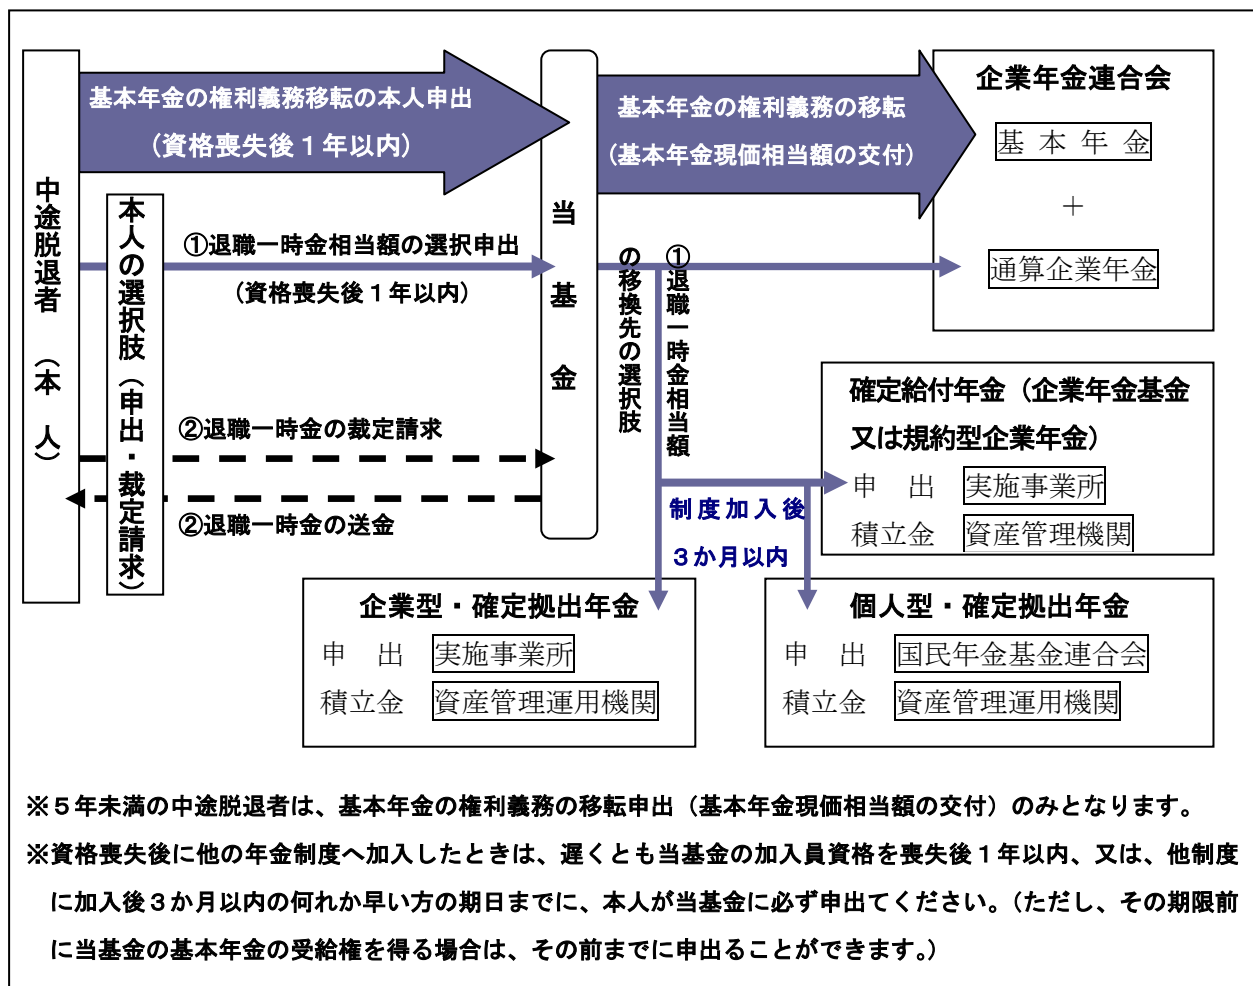 基本年金の権利義務移転の本人申出
（資格喪失後１年以内）
基本年金の権利義務の移転
（基本年金現価相当額の交付）
企業年金連合会
基 本 年 金
＋
通算企業年金
中途脱退者 （本 人）
本人の選択肢（申出・裁定請求）
①退職一時金相当額の選択申出
（資格喪失後１年以内）
②退職一時金の裁定請求
②退職一時金の送金
当 基 金
①退職一時金相当額
の移換先の選択肢
確定給付年金（企業年金基金
又は規約型企業年金）
申　出 実施事業所
積立金 資産管理機関
制度加入後
３か月以内
企業型・確定拠出年金
申　出 実施事業所
積立金 資産管理運用機関
個人型・確定拠出年金
申　出 国民年金基金連合会
積立金 資産管理運用機関
※５年未満の中途脱退者は、基本年金の権利義務の移転申出（基本年金現価相当額の交付）のみとなります。
※資格喪失後に他の年金制度へ加入したときは、遅くとも当基金の加入員資格を喪失後１年以内、又は、他制度
に加入後３か月以内の何れか早い方の期日までに、本人が当基金に必ず申出てください。（ただし、その期限前
に当基金の基本年金の受給権を得る場合は、その前までに申出ることができます。）